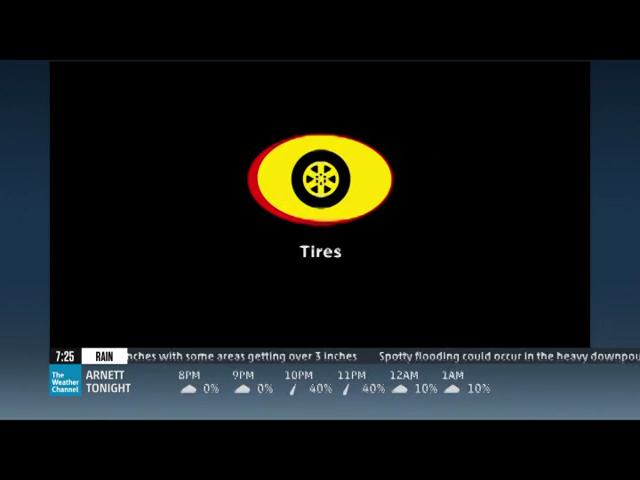 Tires
7:25 RAIN nches with some areas getting over 3 inches Spotty flooding could occur in the heavy downpou
The Weather Channel
ARNETT TONIGHT
8PM 9PM 10PM 11PM 12AM 1AM
0% 0% 40% 40% 10% 10%